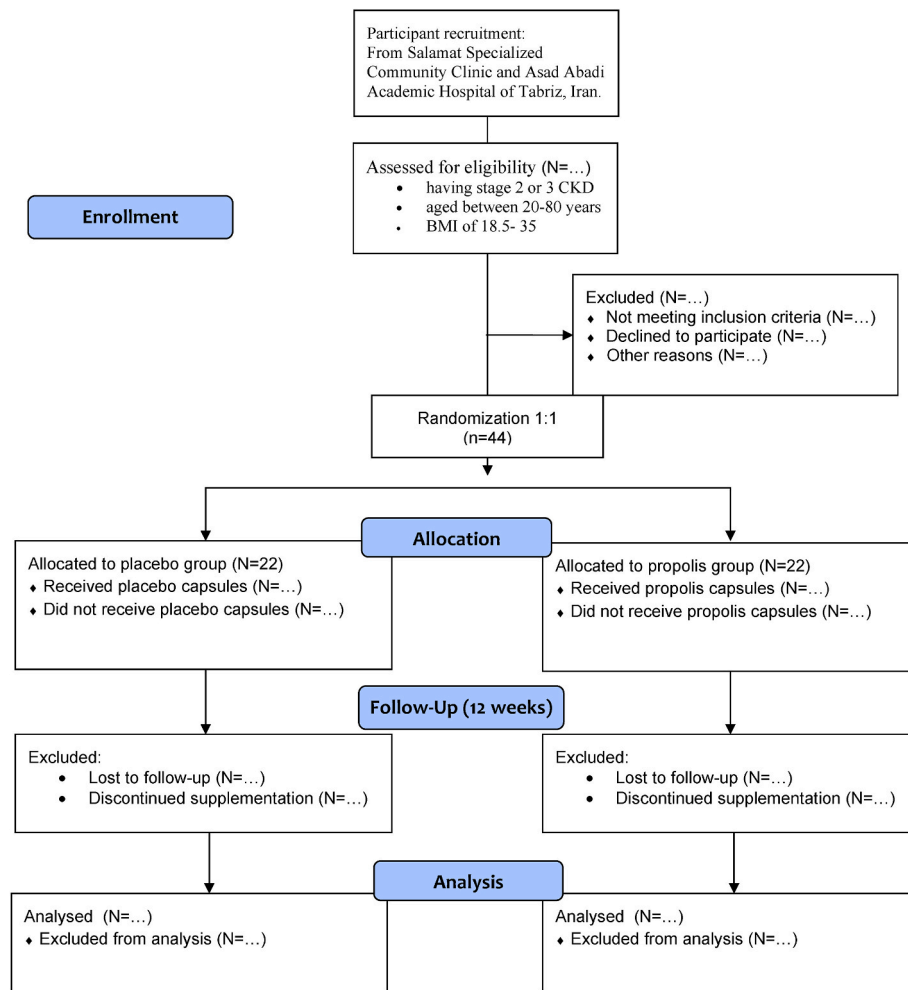 Participant recruitment:
From Salamat Specialized
Community Clinic and Asad Abadi
Academic Hospital of Tabriz, Iran.
Assessed for eligibility (N=…)
• having stage 2 or 3 CKD
• aged between 20-80 years
• BMI of 18.5- 35
Enrollment
Excluded (N=…)
♦ Not meeting inclusion criteria (N=…)
♦ Declined to participate (N=…)
♦ Other reasons (N=…)
Randomization 1:1
(n=44)
Allocation
Allocated to placebo group (N=22)
♦ Received placebo capsules (N=…)
♦ Did not receive placebo capsules (N=…)
Allocated to propolis group (N=22)
♦ Received propolis capsules (N=…)
♦ Did not receive propolis capsules (N=…)
Follow-Up (12 weeks)
Excluded:
• Lost to follow-up (N=…)
• Discontinued supplementation (N=…)
Excluded:
• Lost to follow-up (N=…)
• Discontinued supplementation (N=…)
Analysis
Analysed (N=…)
♦ Excluded from analysis (N=…)
Analysed (N=…)
♦ Excluded from analysis (N=…)